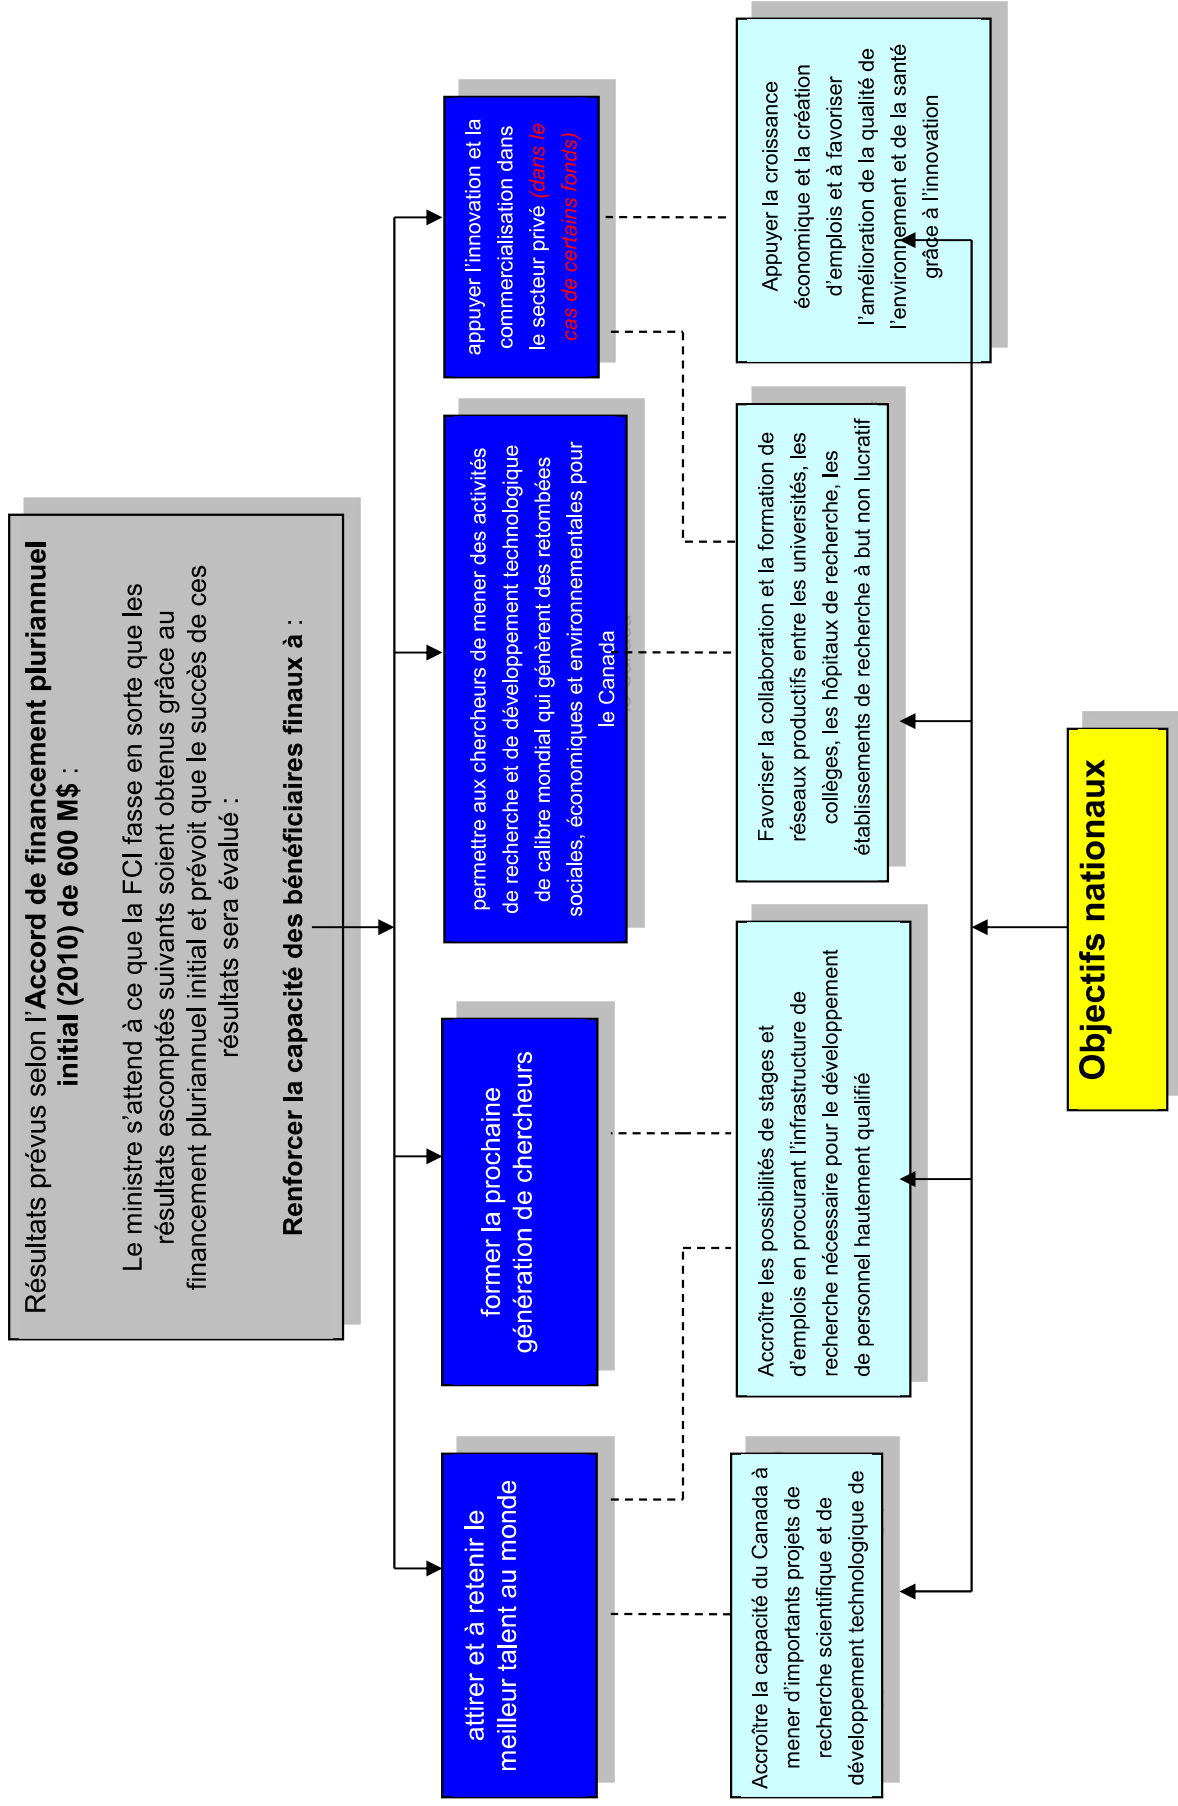 Résultats prévus selon l'Accord de financement pluriannuel
initial (2010) de 600 M$ :
Le ministre s'attend à ce que la FCI fasse en sorte que les
résultats escomptés suivants soient obtenus grâce au
financement pluriannuel initial et prévoit que le succès de ces
résultats sera évalué :
Renforcer la capacité des bénéficiaires finaux à :
attirer et à retenir le
meilleur talent au monde
former la prochaine
génération de chercheurs
permettre aux chercheurs de mener des activités
de recherche et de développement technologique
de calibre mondial qui génèrent des retombées
sociales, économiques et environnementales pour
le Canada
appuyer l'innovation et la
commercialisation dans
le secteur privé (dans le
cas de certains fonds)
Accroître la capacité du Canada à
mener d'importants projets de
recherche scientifique et de
développement technologique de
Accroître les possibilités de stages et
d'emplois en procurant l'infrastructure de
recherche nécessaire pour le développement
de personnel hautement qualifié
Favoriser la collaboration et la formation de
réseaux productifs entre les universités, les
collèges, les hôpitaux de recherche, les
établissements de recherche à but non lucratif
Appuyer la croissance
économique et la création
d'emplois et à favoriser
l'amélioration de la qualité de
l'environnement et de la santé
grâce à l'innovation
Objectifs nationaux